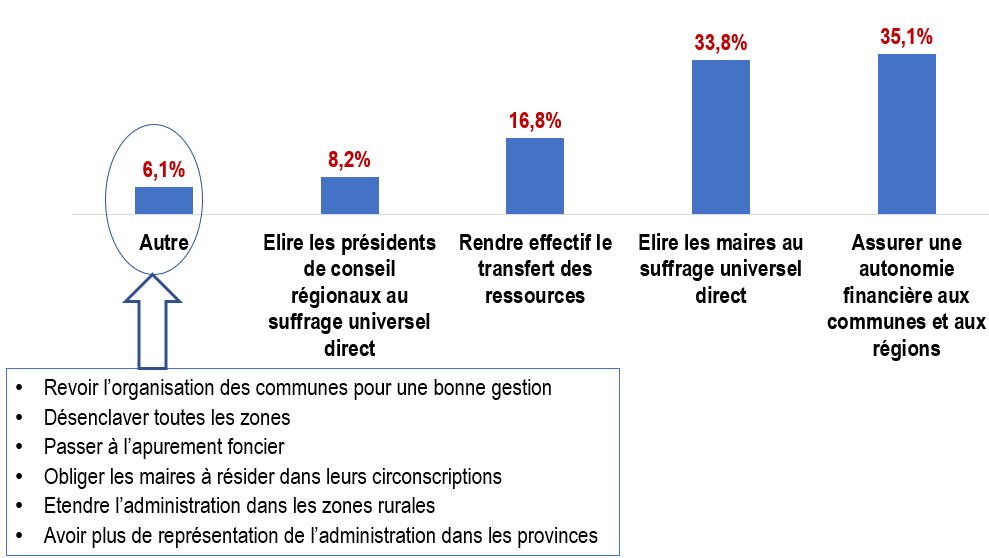 6,1%
8,2%
16,8%
33,8%
35,1%
Autre
Elire les présidents
de conseil
régionaux au
suffrage universel
direct
Rendre effectif le
transfert des
ressources
Elire les maires au
suffrage universel
direct
Assurer une
autonomie
financière aux
communes et aux
régions
• Revoir l’organisation des communes pour une bonne gestion
• Désenclaver toutes les zones
• Passer à l’apurement foncier
• Obliger les maires à résider dans leurs circonscriptions
• Etendre l’administration dans les zones rurales
• Avoir plus de représentation de l’administration dans les provinces